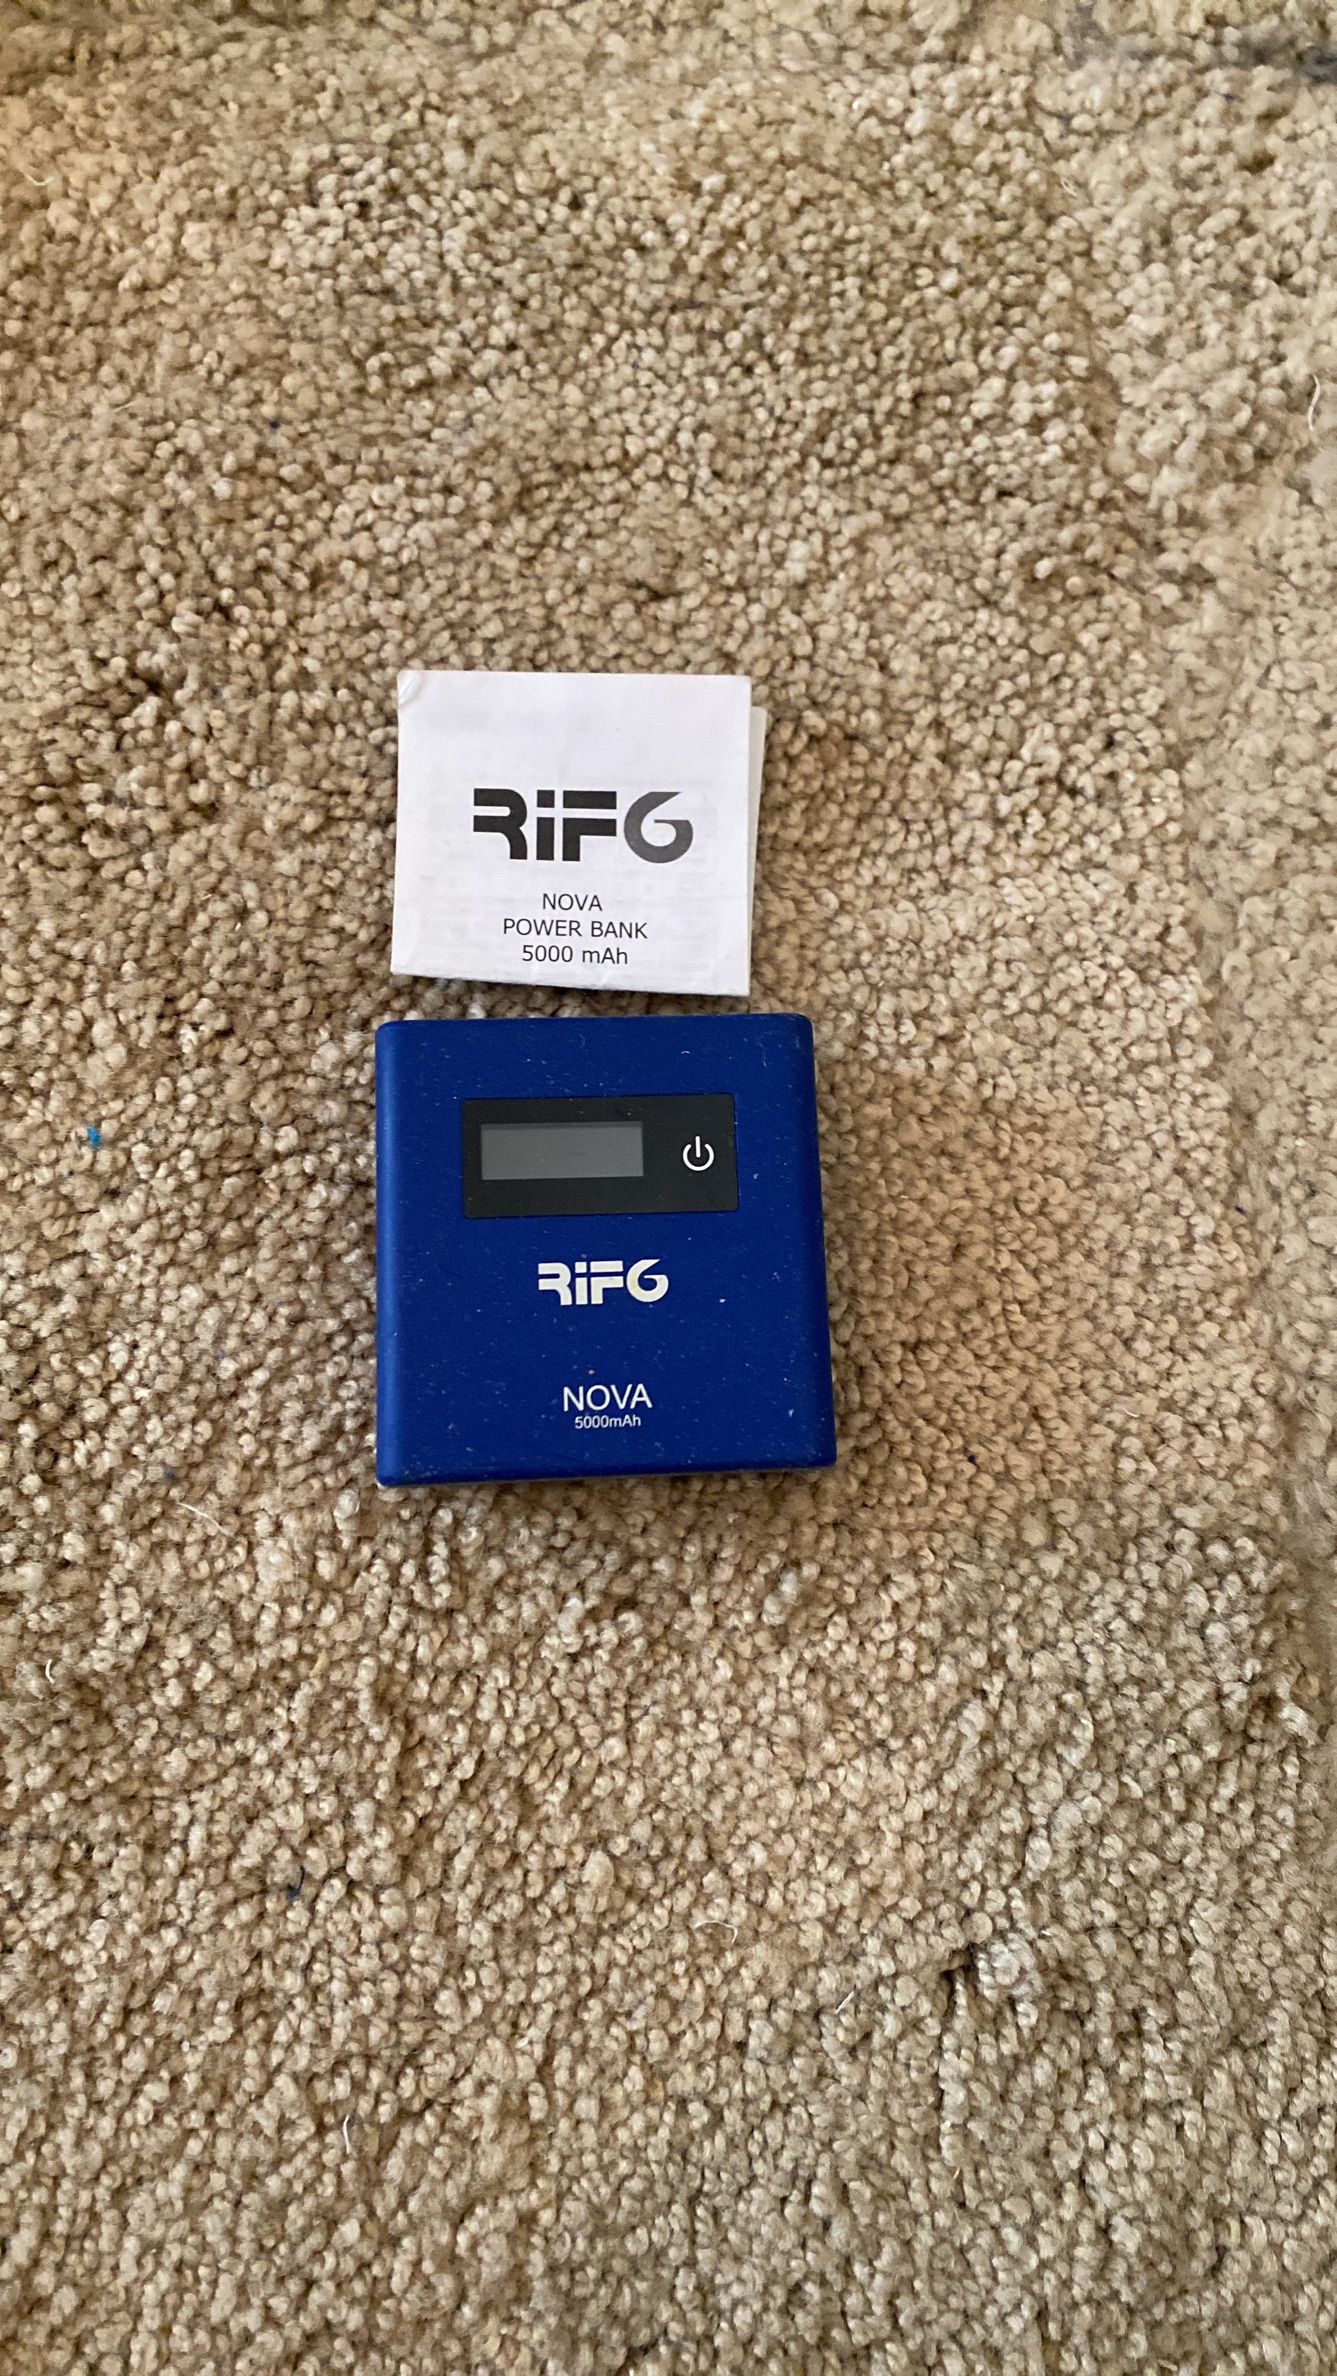 RiFG
NOVA
POWER BANK
5000 mAh
RiFG
NOVA
5000mAh